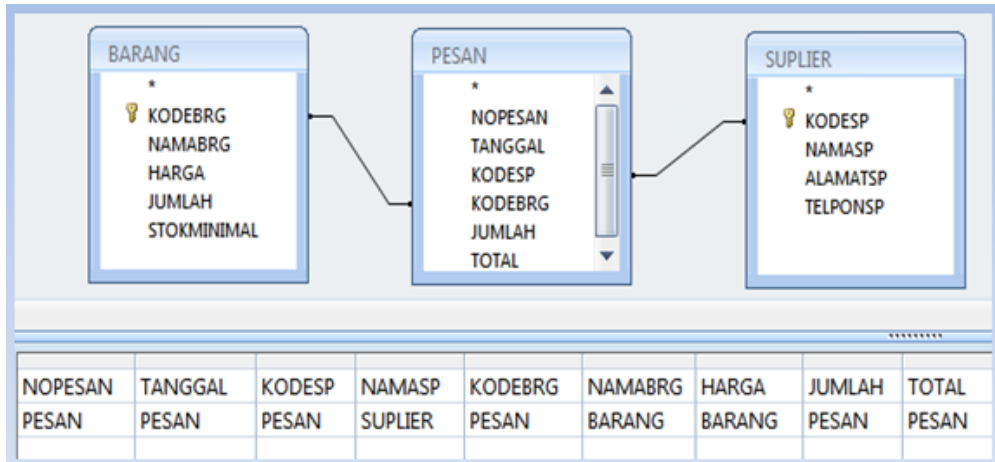 BARANG
*
KODEBRG
NAMABRG
HARGA
JUMLAH
STOKMINIMAL
PESAN
*
NOPESAN
TANGGAL
KODESP
KODEBRG
JUMLAH
TOTAL
SUPLIER
*
KODESP
NAMASP
ALAMATSP
TELPONSP
NOPESAN TANGGAL KODESP NAMASP KODEBRG NAMABRG HARGA JUMLAH TOTAL
PESAN PESAN PESAN SUPLIER PESAN BARANG BARANG PESAN PESAN